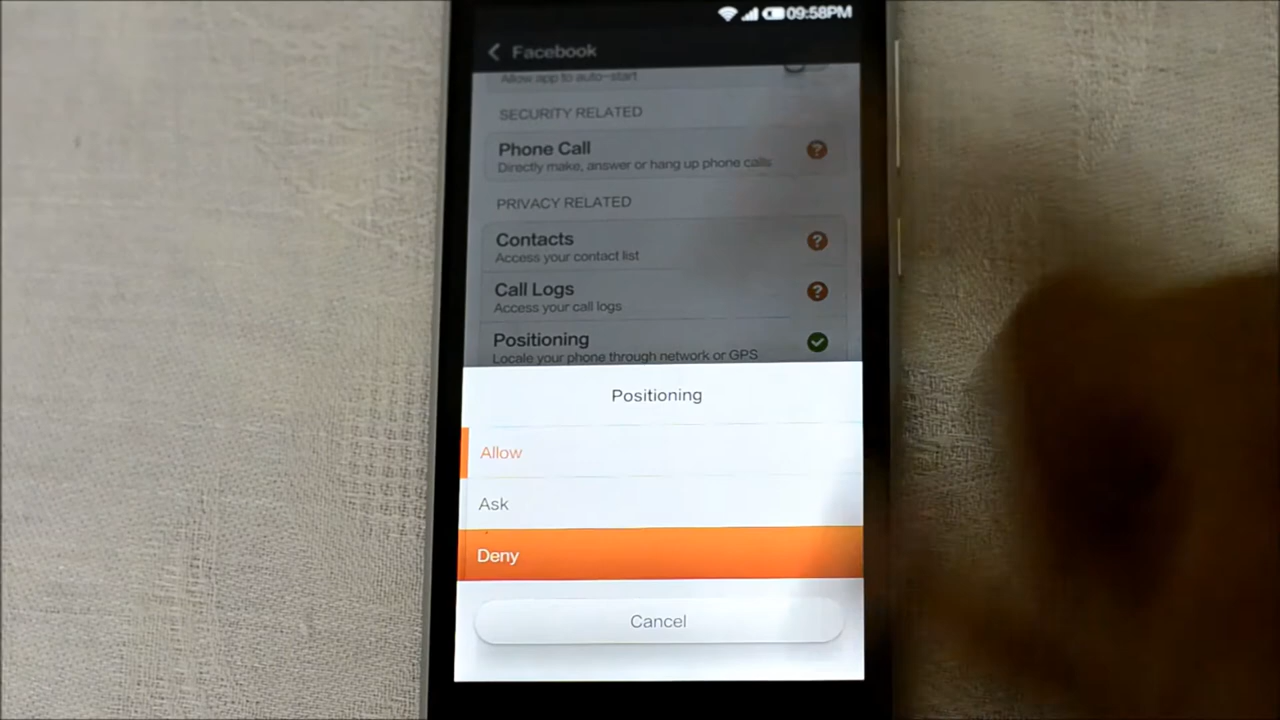 09:58PM
Facebook
Allow app to auto-start
SECURITY RELATED
Phone Call
Directly make, answer or hang up phone calls
PRIVACY RELATED
Contacts
Access your contact list
Call Logs
Access your call logs
Positioning
Locale your phone through network or GPS
Positioning
Allow
Ask
Deny
Cancel